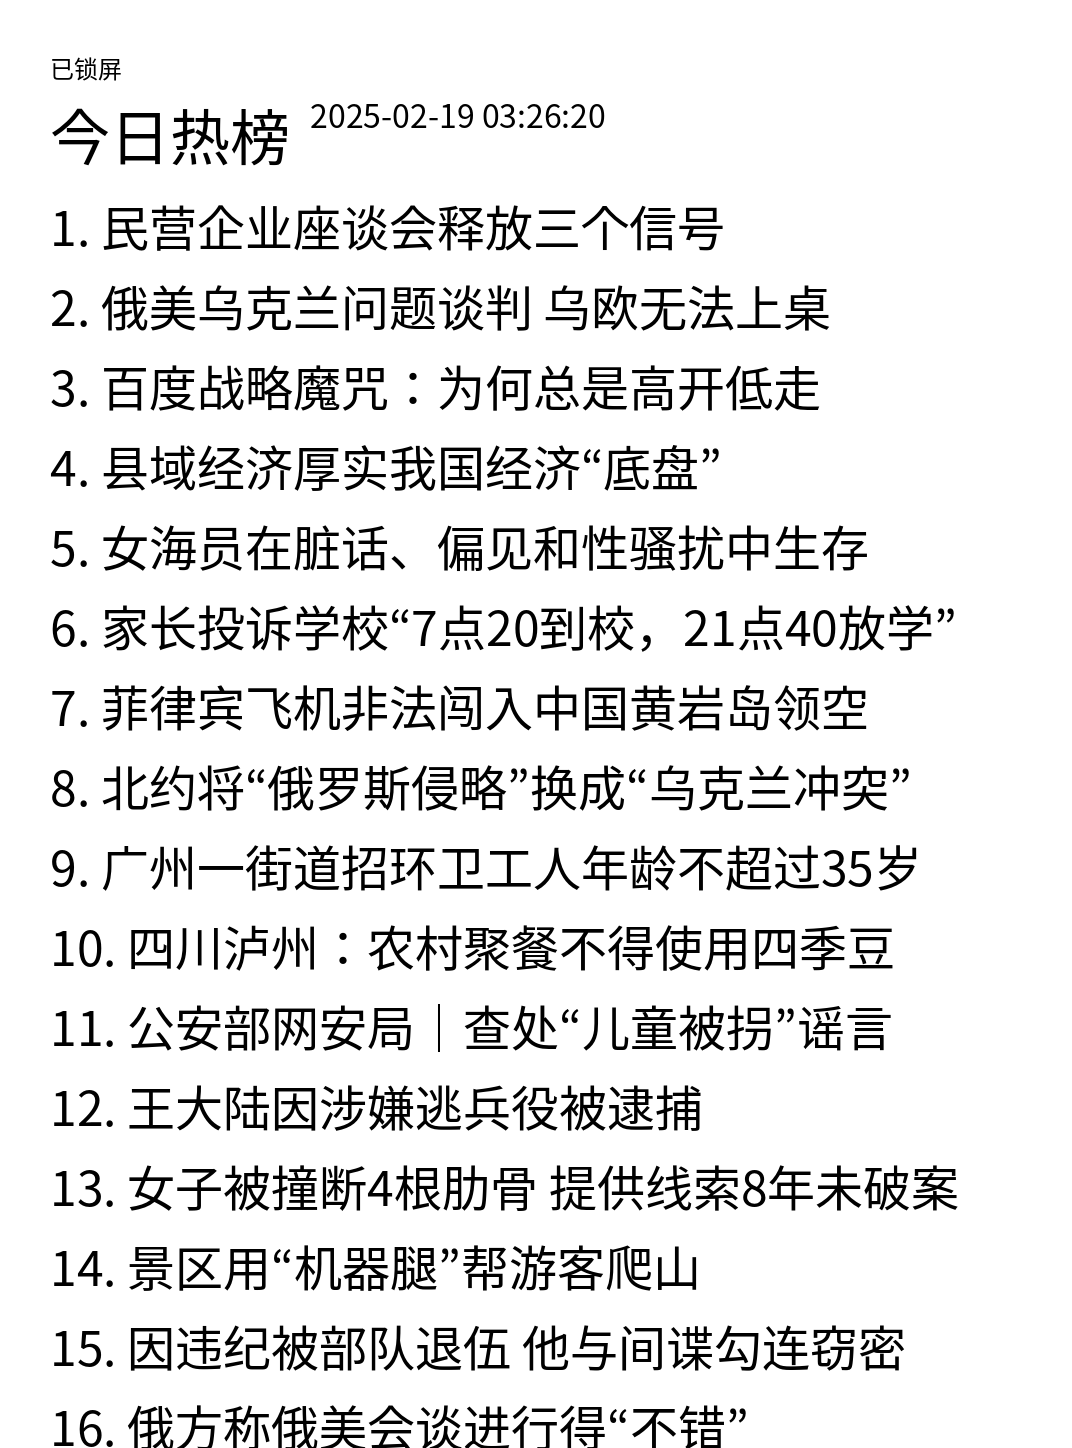 已锁屏
今日热榜 2025-02-19 03:26:20
1. 民营企业座谈会释放三个信号
2. 俄美乌克兰问题谈判 乌欧无法上桌
3. 百度战略魔咒：为何总是高开低走
4. 县域经济厚实我国经济“底盘”
5. 女海员在脏话、偏见和性骚扰中生存
6. 家长投诉学校“7点20到校，21点40放学”
7. 菲律宾飞机非法闯入中国黄岩岛领空
8. 北约将“俄罗斯侵略”换成“乌克兰冲突”
9. 广州一街道招环卫工人年龄不超过35岁
10. 四川泸州：农村聚餐不得使用四季豆
11. 公安部网安局｜查处“儿童被拐”谣言
12. 王大陆因涉嫌逃兵役被逮捕
13. 女子被撞断4根肋骨 提供线索8年未破案
14. 景区用“机器腿”帮游客爬山
15. 因违纪被部队退伍 他与间谍勾连窃密
16. 俄方称俄美会谈进行得“不错”